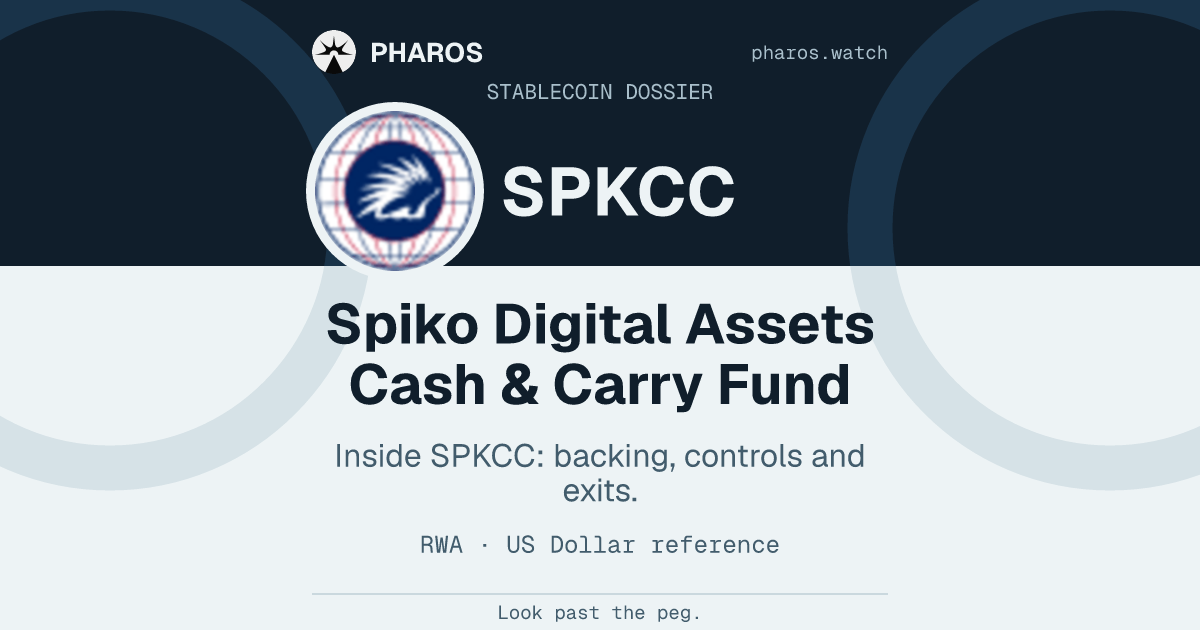 PHAROS
pharos.watch
STABLECOIN DOSSIER
SPKCC
Spiko Digital Assets
Cash & Carry Fund
Inside SPKCC: backing, controls and
exits.
RWA · US Dollar reference
Look past the peg.